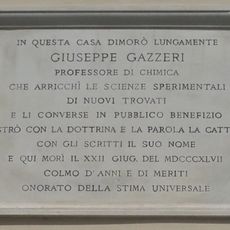 IN QUESTA CASA DIMORÒ LUNGAMENTE
GIUSEPPE GAZZERI
PROFESSORE DI CHIMICA
CHE ARRICCHÌ LE SCIENZE SPERIMENTALI
DI NUOVI TROVATI
E LI CONVERSE IN PUBBLICO BENEFIZIO
STRÒ CON LA DOTTRINA E LA PAROLA LA CATT
CON GLI SCRITTI IL SUO NOME
E QUI MORÌ IL XXII GIUG. DEL MDCCCXLVII
COLMO D'ANNI E DI MERITI
ONORATO DELLA STIMA UNIVERSALE